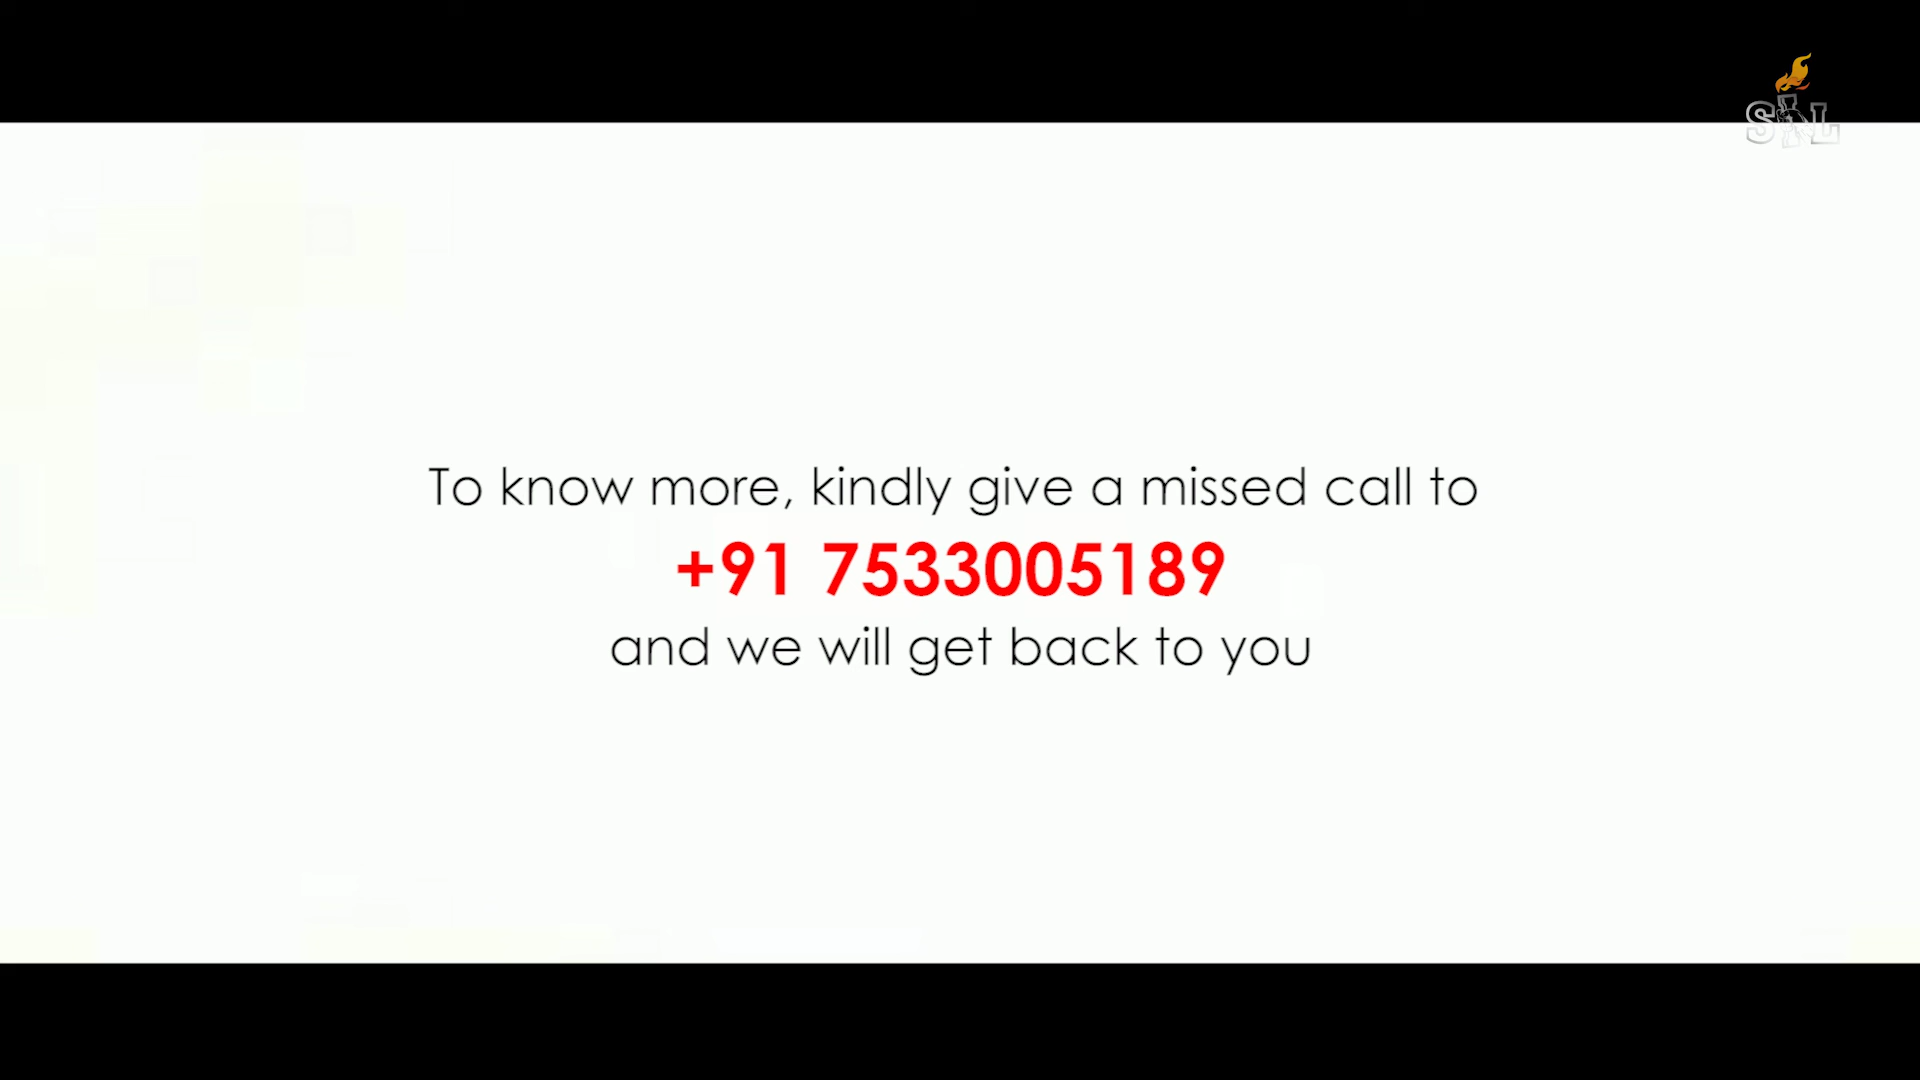 To know more, kindly give a missed call to
+91 7533005189
and we will get back to you